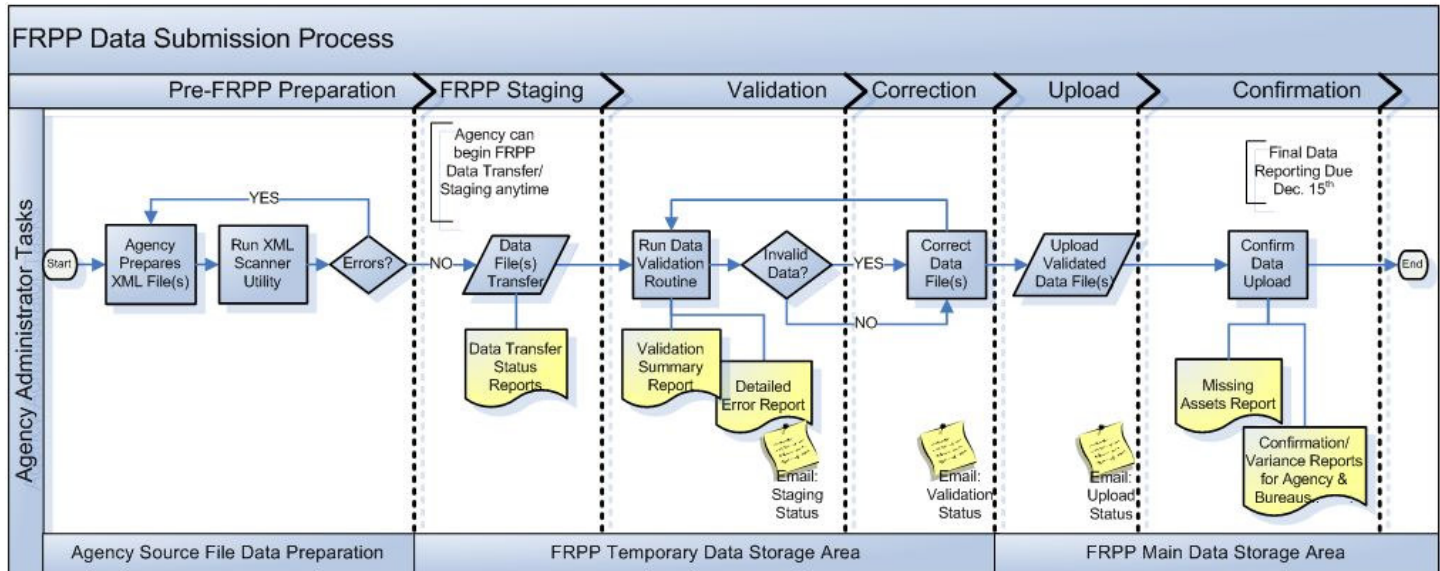 FRPP Data Submission Process
Pre-FRPP Preparation
FRPP Staging
Validation
Correction
Upload
Confirmation
Agency Administrator Tasks
Agency can
begin FRPP
Data Transfer/
Staging anytime
Final Data
Reporting Due
Dec. 15th
YES
Start
Agency
Prepares
XML File(s)
Run XML
Scanner
Utility
Errors?
NO
Data
File(s)
Transfer
Run Data
Validation
Routine
Invalid
Data?
YES
NO
Correct
Data
File(s)
Upload
Validated
Data File(s)
Confirm
Data
Upload
End
Data Transfer
Status
Reports
Validation
Summary
Report
Detailed
Error Report
Missing
Assets Report
Confirmation/
Variance Reports
for Agency &
Bureaus..
Email:
Staging
Status
Email:
Validation
Status
Email:
Upload
Status
Agency Source File Data Preparation
FRPP Temporary Data Storage Area
FRPP Main Data Storage Area